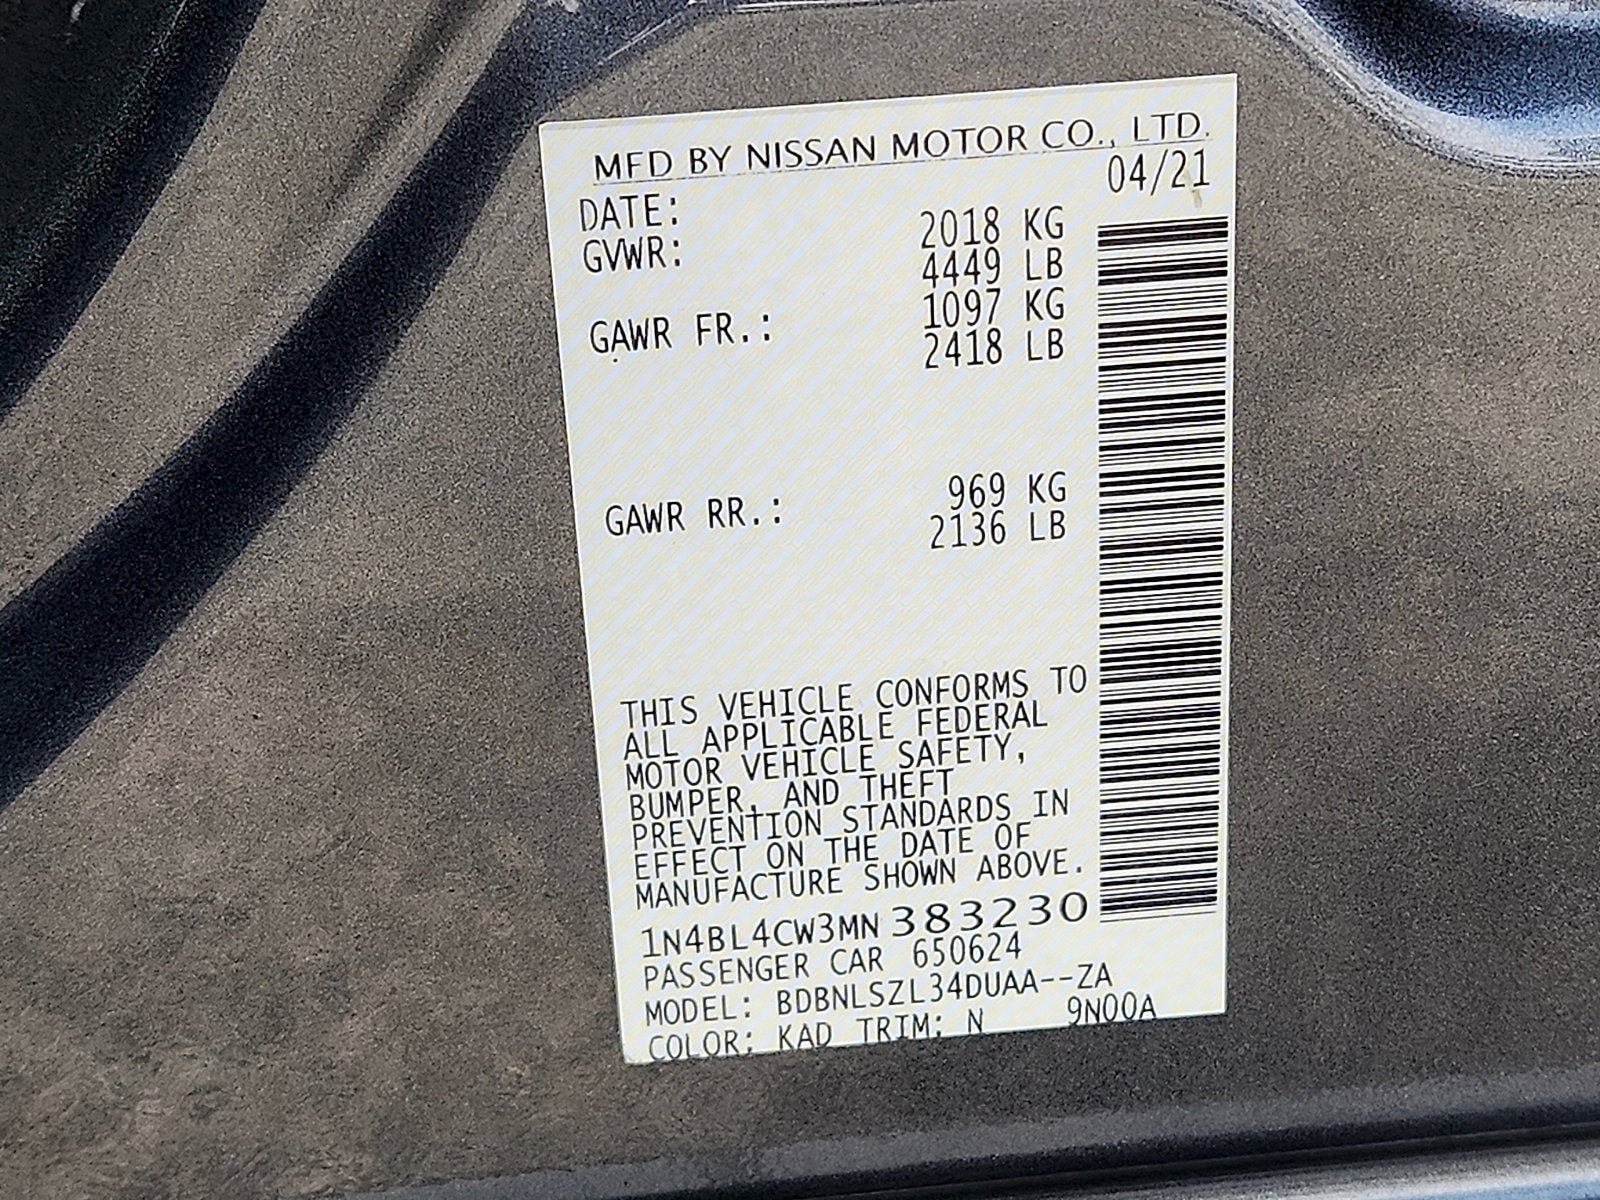 MFD BY NISSAN MOTOR CO., LTD.
DATE: 04/21
GVWR: 2018 KG
4449 LB
GAWR FR.: 1097 KG
2418 LB
GAWR RR.: 969 KG
2136 LB
THIS VEHICLE CONFORMS TO
ALL APPLICABLE FEDERAL
MOTOR VEHICLE SAFETY,
BUMPER, AND THEFT
PREVENTION STANDARDS IN
EFFECT ON THE DATE OF
MANUFACTURE SHOWN ABOVE.
1N4BL4CW3MN383230
PASSENGER CAR 650624
MODEL: BDBNLSZL34DUAA--ZA
COLOR: KAD TRIM: N 9N00A